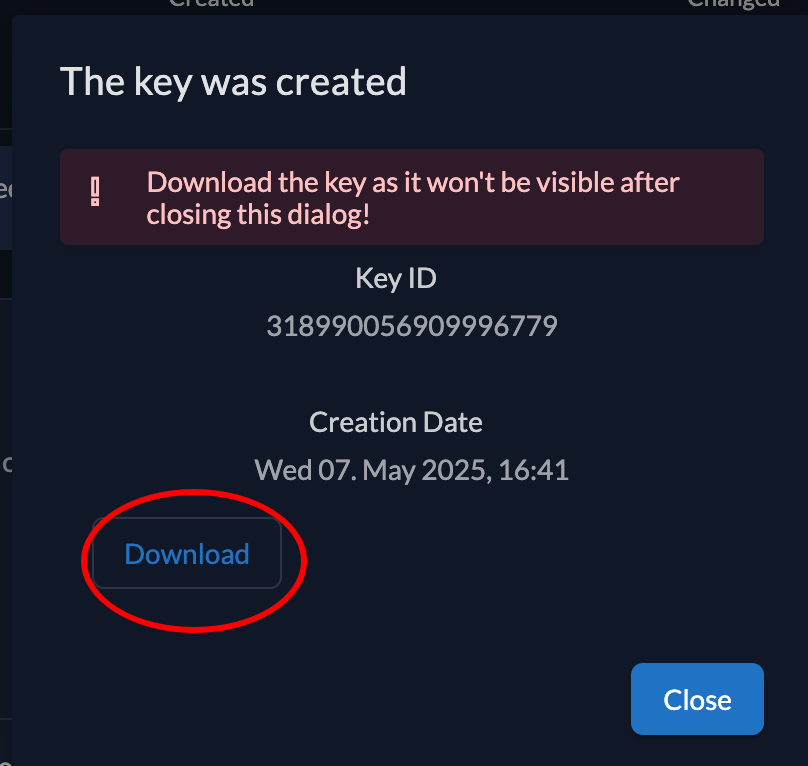 Created Changed
The key was created
Download the key as it won't be visible after
closing this dialog!
Key ID
318990056909996779
Creation Date
Wed 07. May 2025, 16:41
Download
Close